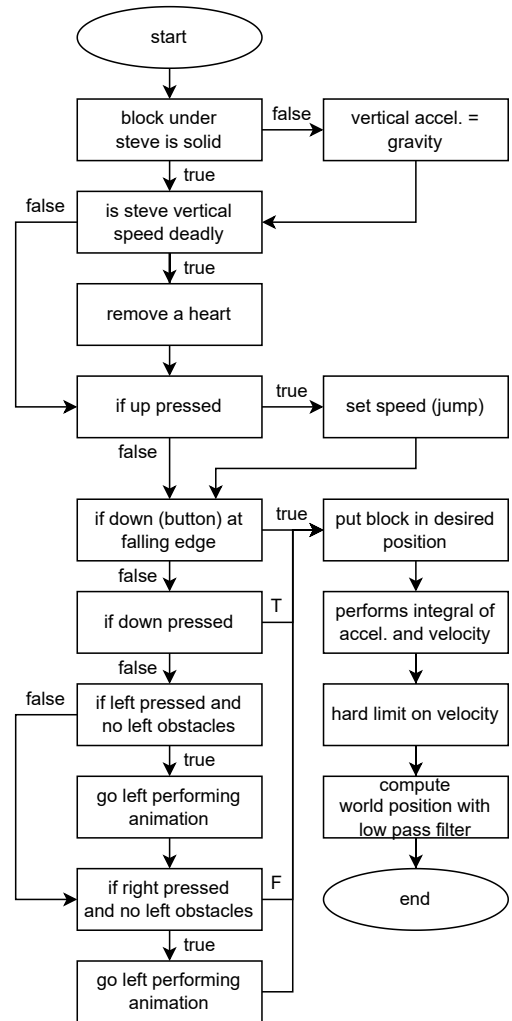 start
block under
steve is solid
false
vertical accel. =
gravity
true
false
is steve vertical
speed deadly
true
remove a heart
if up pressed
true
set speed (jump)
false
if down (button) at
falling edge
true
put block in desired
position
false
if down pressed
T
performs integral of
accel. and velocity
false
false
if left pressed and
no left obstacles
hard limit on velocity
true
go left performing
animation
compute
world position with
low pass filter
if right pressed
and no left obstacles
F
end
true
go left performing
animation